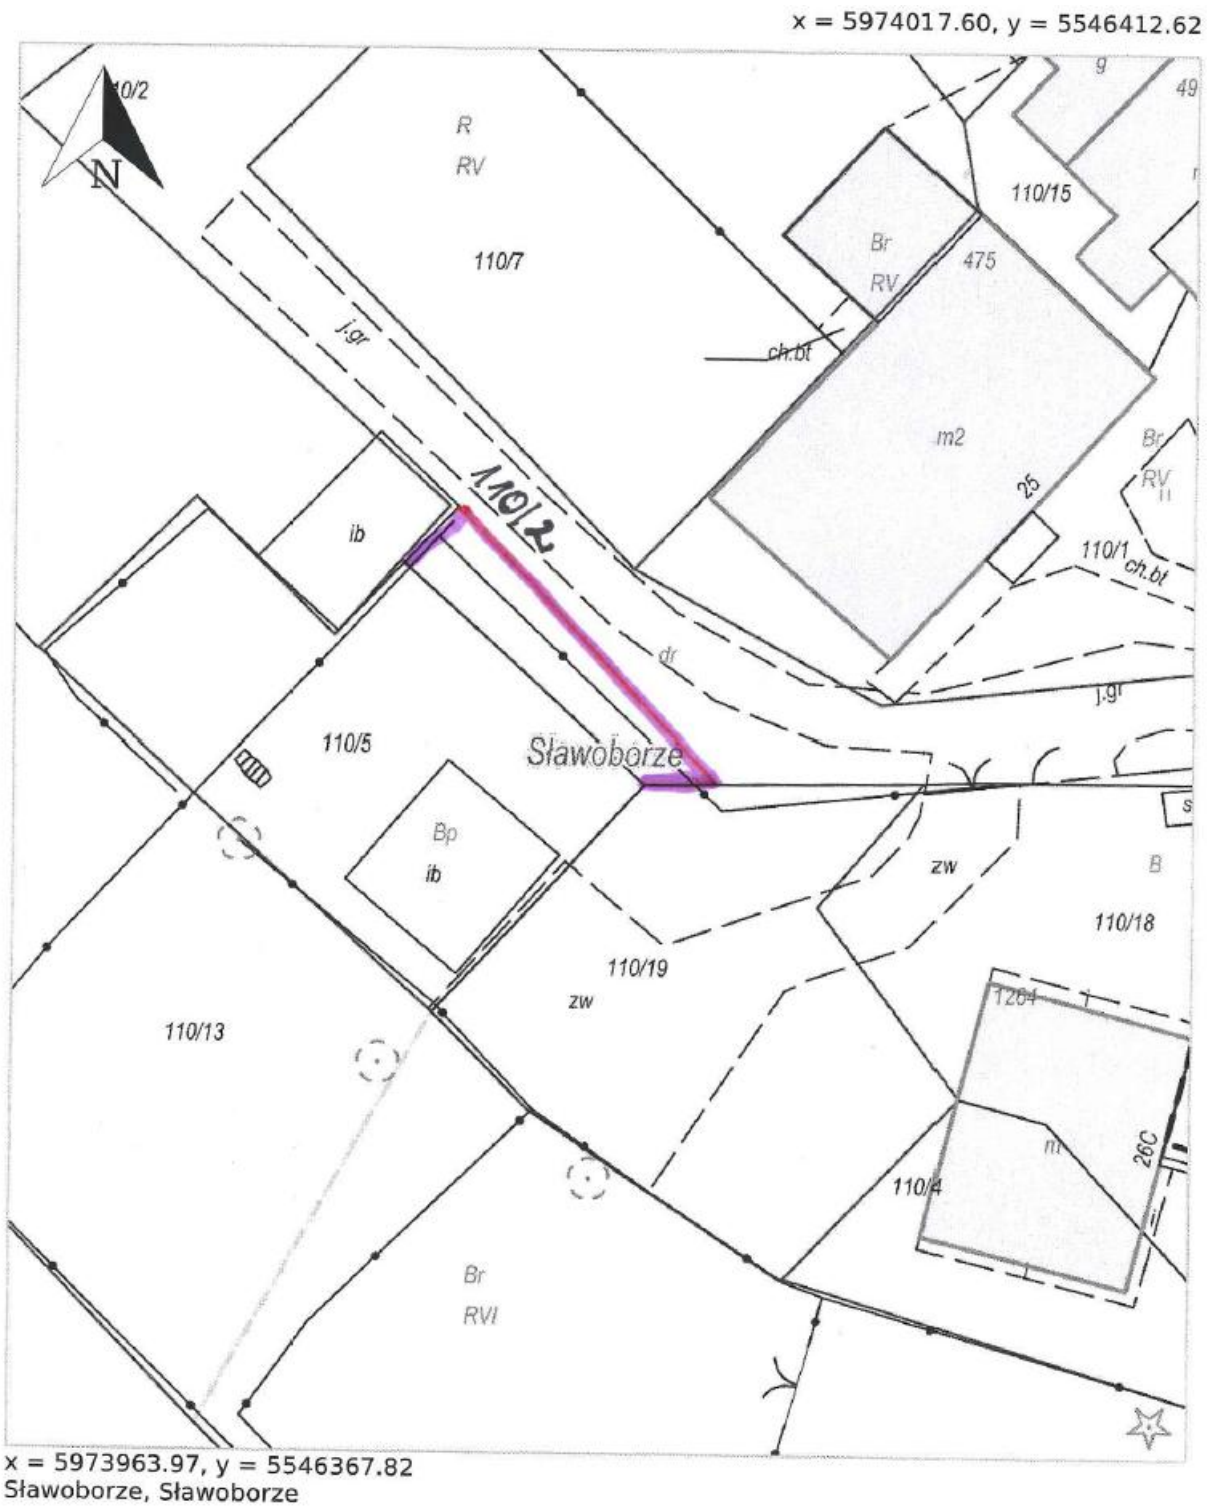 x = 5974017.60, y = 5546412.62
10/2
N
R
RV
g
49
110/15
110/7
Br
RV
475
j.gr
ch.bt
m2
Br
RV
25
110/2
ib
110/1
ch.bt
dr
j.gr
110/5
Sławoborze
s
Bp
ib
zw
B
110/18
110/19
zw
1264
i
110/13
m
26C
110/4
i
i
Br
RVI
x = 5973963.97, y = 5546367.82
Sławoborze, Sławoborze